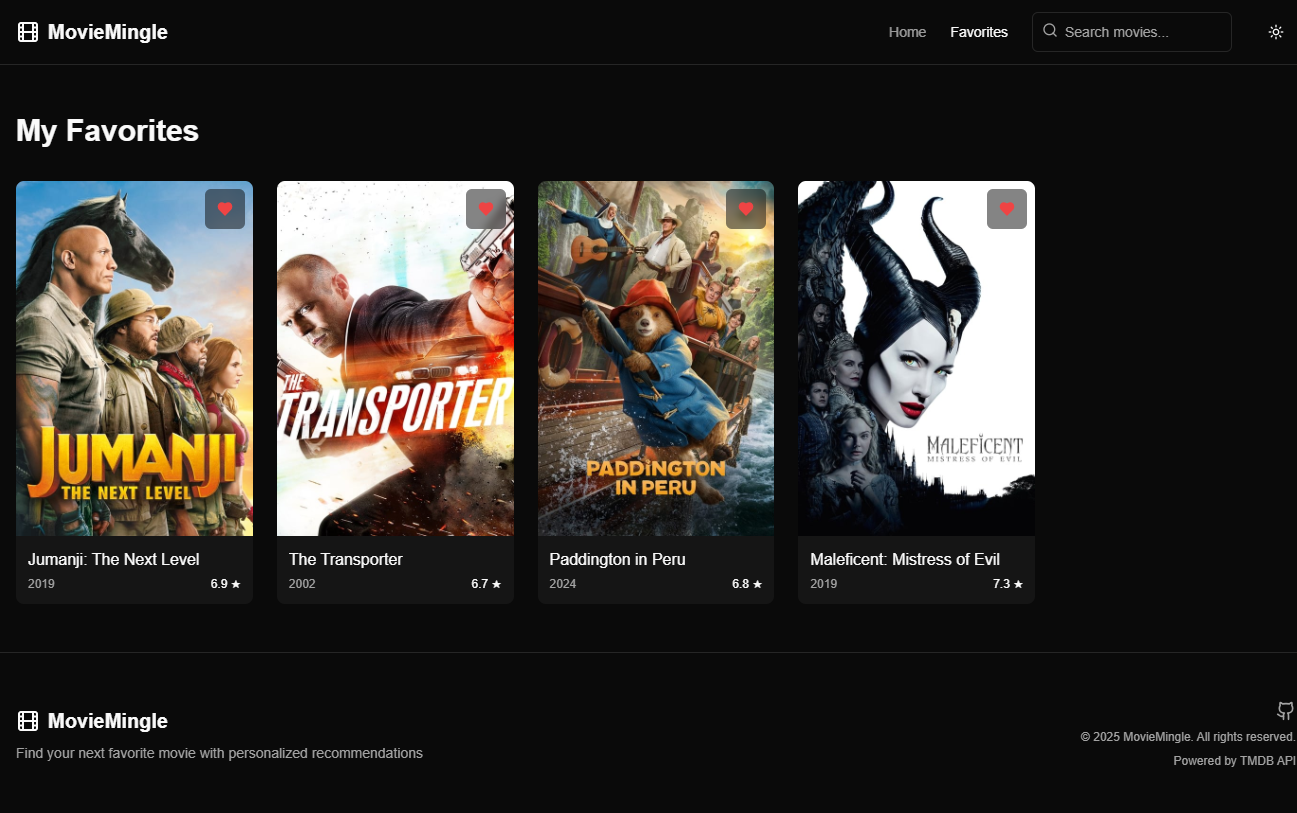 MovieMingle
Home
Favorites
Search movies...
My Favorites
JUMANJI
THE NEXT LEVEL
THE
TRANSPORTER
PADDINGTON
IN PERU
MALEFICENT
MISTRESS OF EVIL
Jumanji: The Next Level
2019
6.9 ★
The Transporter
2002
6.7 ★
Paddington in Peru
2024
6.8 ★
Maleficent: Mistress of Evil
2019
7.3 ★
MovieMingle
Find your next favorite movie with personalized recommendations
© 2025 MovieMingle. All rights reserved.
Powered by TMDB API